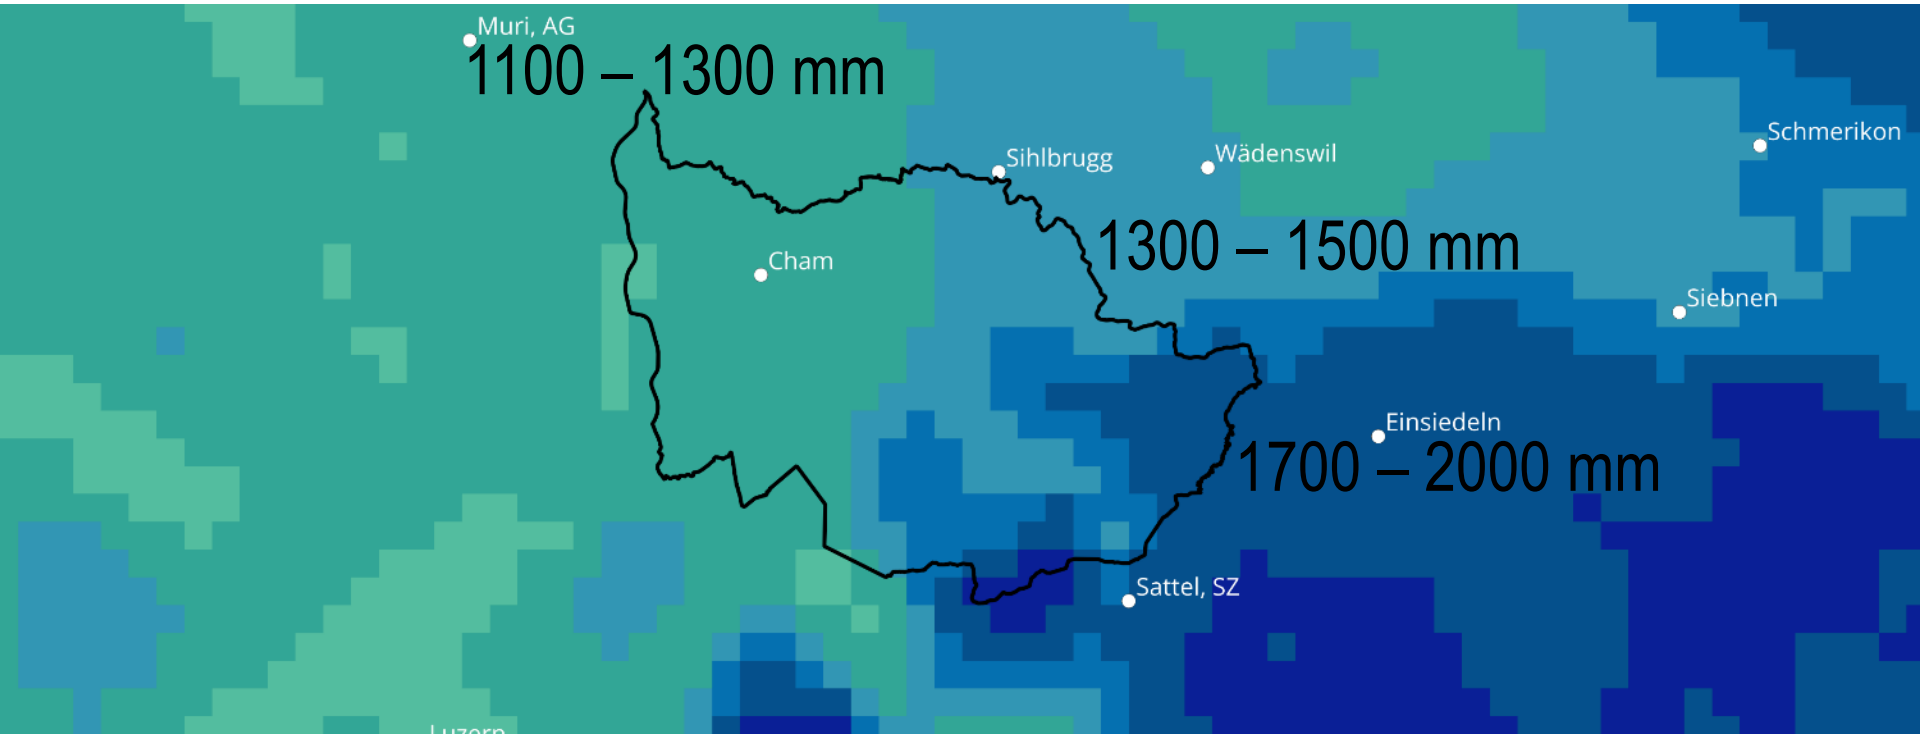 Muri, AG
1100 – 1300 mm
Schmerikon
Sihlbrugg
Wädenswil
1300 – 1500 mm
Cham
Siebnen
Einsiedeln
1700 – 2000 mm
Sattel, SZ
Luzern